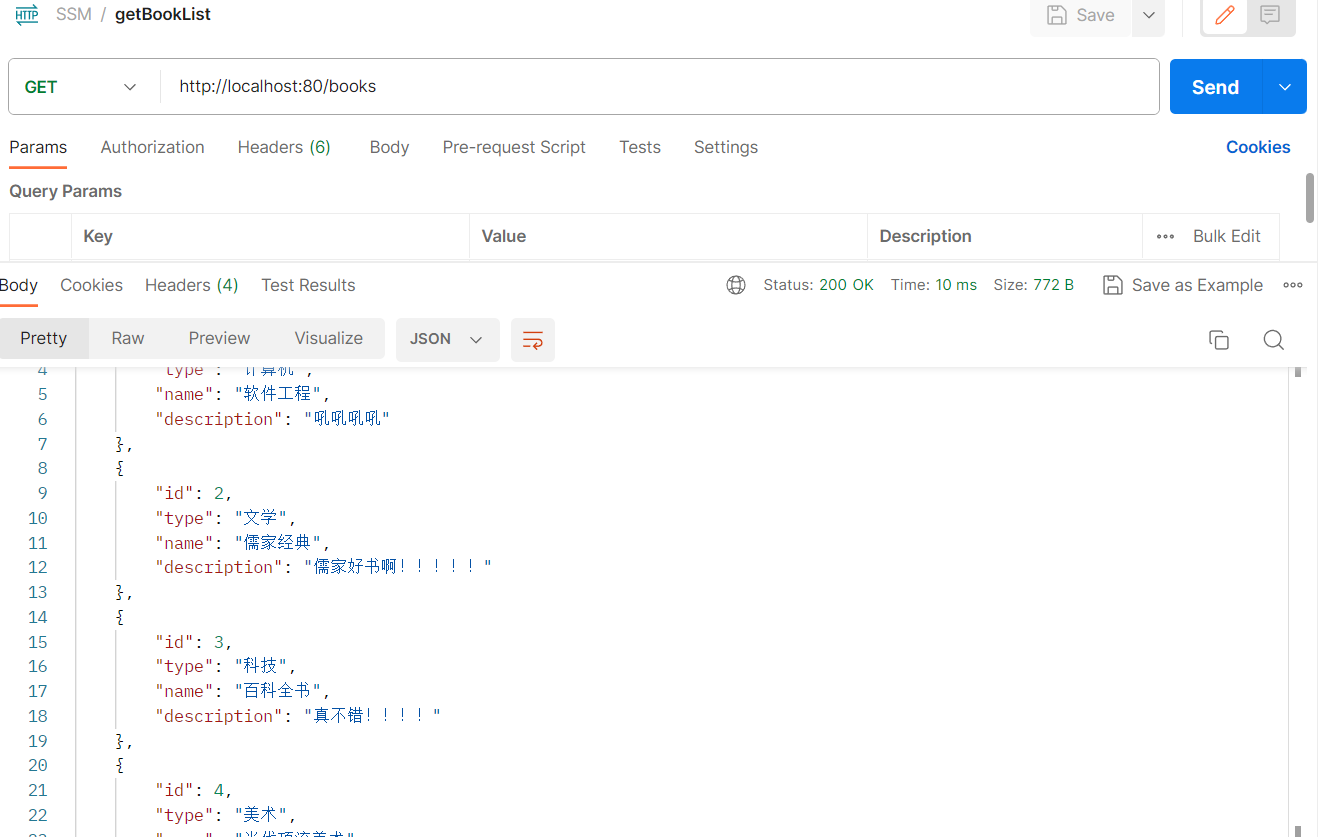 HTTP SSM / getBookList Save
GET http://localhost:80/books Send
Params Authorization Headers (6) Body Pre-request Script Tests Settings Cookies
Query Params
Key Value Description Bulk Edit
Body Cookies Headers (4) Test Results Status: 200 OK Time: 10 ms Size: 772 B Save as Example
Pretty Raw Preview Visualize JSON
4 "type": "计算机",
5 "name": "软件工程",
6 "description": "吼吼吼吼"
7 },
8 {
9 "id": 2,
10 "type": "文学",
11 "name": "儒家经典",
12 "description": "儒家好书啊！！！！！"
13 },
14 {
15 "id": 3,
16 "type": "科技",
17 "name": "百科全书",
18 "description": "真不错！！！！"
19 },
20 {
21 "id": 4,
22 "type": "美术",